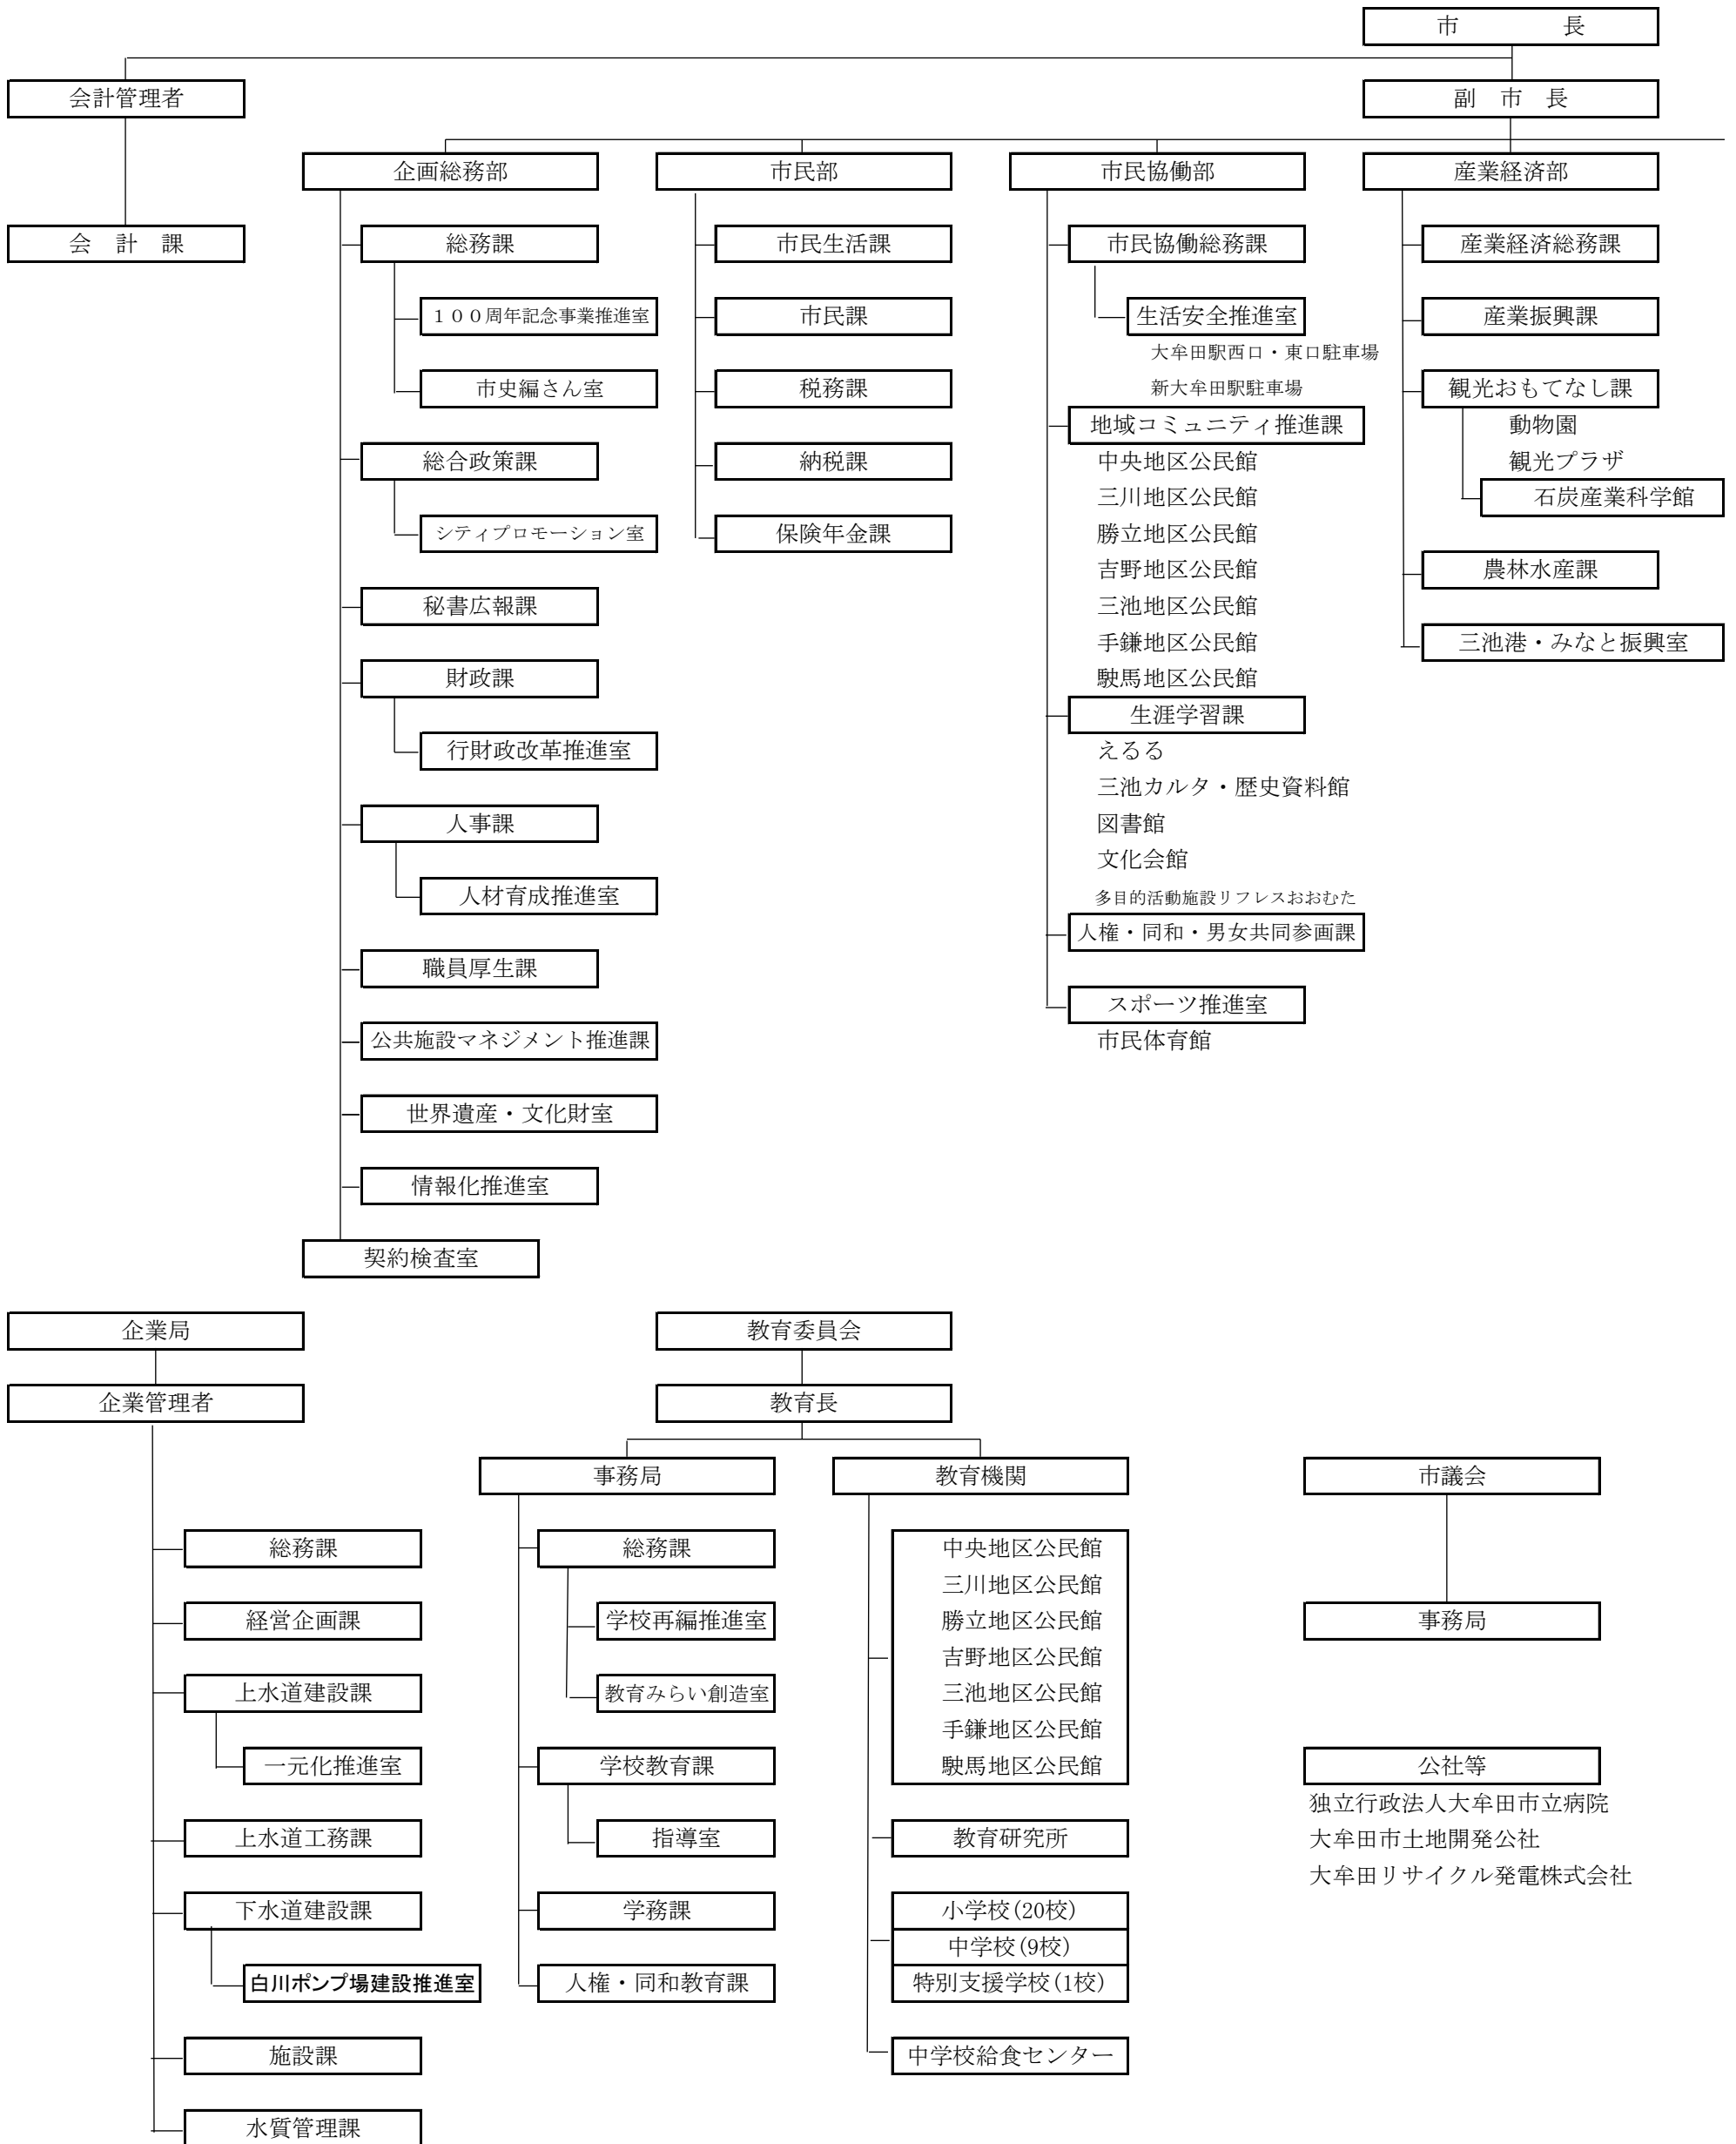 市　　　　長
会計管理者
副　市　長
企画総務部
市民部
市民協働部
産業経済部
会　計　課
総務課
市民生活課
市民協働総務課
産業経済総務課
１００周年記念事業推進室
市民課
生活安全推進室
産業振興課
大牟田駅西口・東口駐車場
市史編さん室
税務課
新大牟田駅駐車場
観光おもてなし課
地域コミュニティ推進課
動物園
総合政策課
納税課
中央地区公民館
観光プラザ
三川地区公民館
石炭産業科学館
シティプロモーション室
保険年金課
勝立地区公民館
吉野地区公民館
農林水産課
秘書広報課
三池地区公民館
手鎌地区公民館
三池港・みなと振興室
財政課
駛馬地区公民館
生涯学習課
行財政改革推進室
えるる
三池カルタ・歴史資料館
人事課
図書館
文化会館
人材育成推進室
多目的活動施設リフレスおおむた
人権・同和・男女共同参画課
職員厚生課
スポーツ推進室
公共施設マネジメント推進課
市民体育館
世界遺産・文化財室
情報化推進室
契約検査室
企業局
教育委員会
企業管理者
教育長
事務局
教育機関
市議会
総務課
総務課
中央地区公民館
三川地区公民館
経営企画課
学校再編推進室
勝立地区公民館
事務局
吉野地区公民館
上水道建設課
教育みらい創造室
三池地区公民館
手鎌地区公民館
一元化推進室
学校教育課
駛馬地区公民館
公社等
独立行政法人大牟田市立病院
上水道工務課
指導室
教育研究所
大牟田市土地開発公社
大牟田リサイクル発電株式会社
下水道建設課
学務課
小学校(20校)
中学校(9校)
白川ポンプ場建設推進室
人権・同和教育課
特別支援学校(1校)
施設課
中学校給食センター
水質管理課